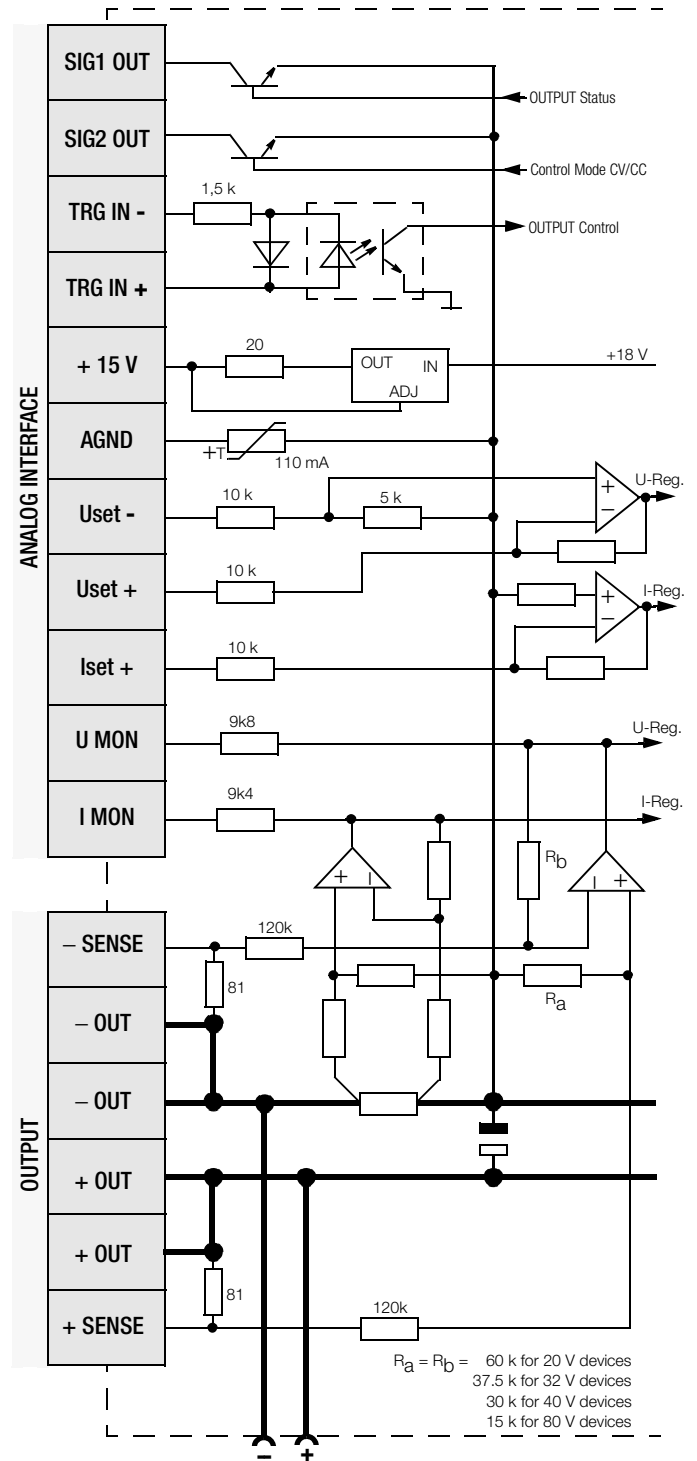 SIG1 OUT
OUTPUT Status
SIG2 OUT
Control Mode CV/CC
1,5 k
TRG IN -
OUTPUT Control
TRG IN +
20
+18 V
+ 15 V
OUT IN
ADJ
AGND
+T
110 mA
ANALOG INTERFACE
10 k
5 k
+
U-Reg.
Uset -
−
10 k
Uset +
+
I-Reg.
−
10 k
Iset +
9k8
U-Reg.
U MON
9k4
I-Reg.
I MON
Rb
+ −
− +
120k
− SENSE
81
Ra
− OUT
− OUT
OUTPUT
+ OUT
+ OUT
81
120k
+ SENSE
Ra = Rb = 60 k for 20 V devices
37.5 k for 32 V devices
30 k for 40 V devices
15 k for 80 V devices
− +